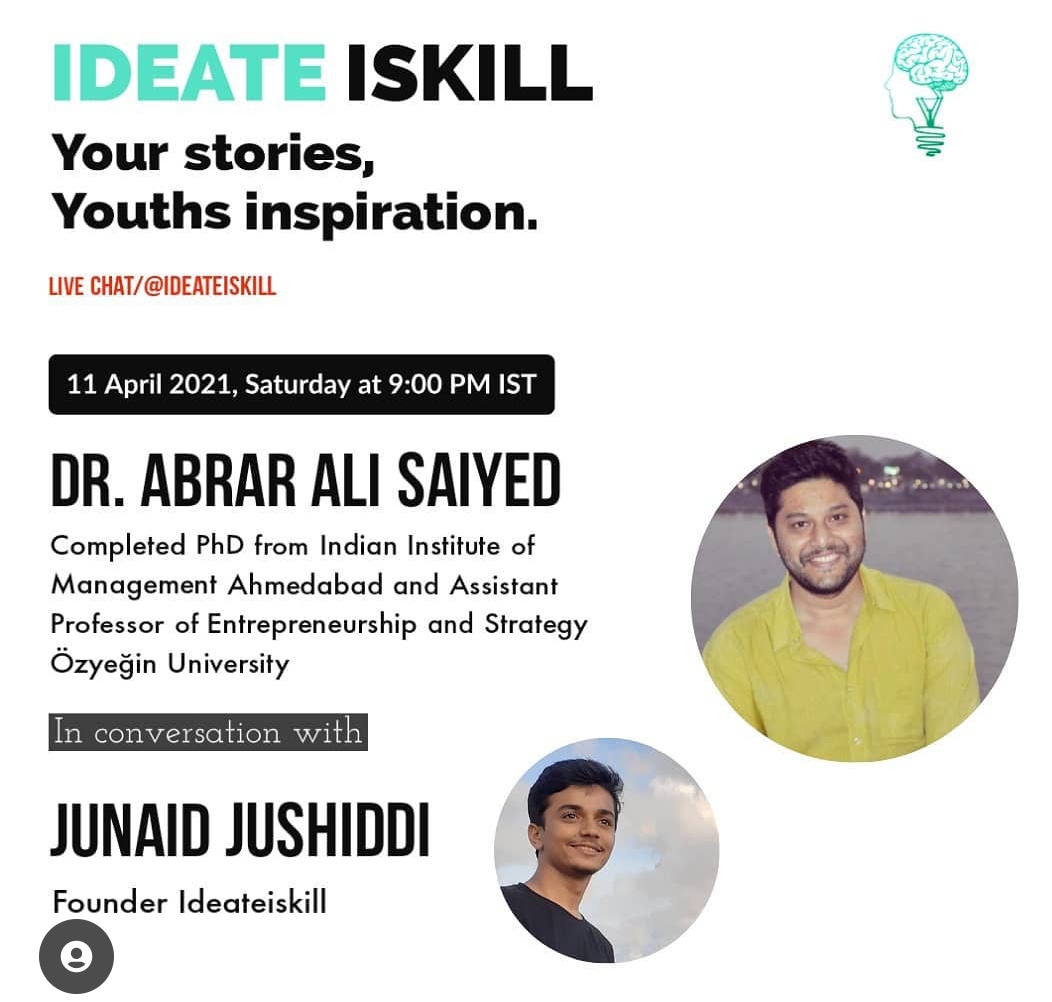 IDEATE ISKILL
Your stories,
Youths inspiration.
LIVE CHAT/@IDEATEISKILL
11 April 2021, Saturday at 9:00 PM IST
DR. ABRAR ALI SAIYED
Completed PhD from Indian Institute of
Management Ahmedabad and Assistant
Professor of Entrepreneurship and Strategy
Özyeğin University
In conversation with
JUNAID JUSHIDDI
Founder Ideateiskill